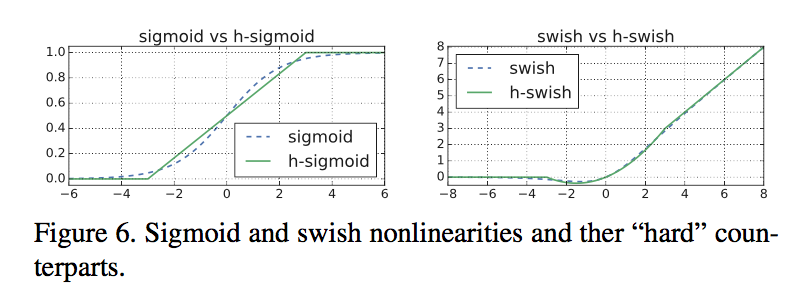 sigmoid vs h-sigmoid
1.0
0.8
0.6
0.4
0.2
0.0
−6 −4 −2 0 2 4 6
sigmoid
h-sigmoid
swish vs h-swish
8
7
6
5
4
3
2
1
0
−8 −6 −4 −2 0 2 4 6 8
swish
h-swish
Figure 6. Sigmoid and swish nonlinearities and ther “hard” coun-
terparts.